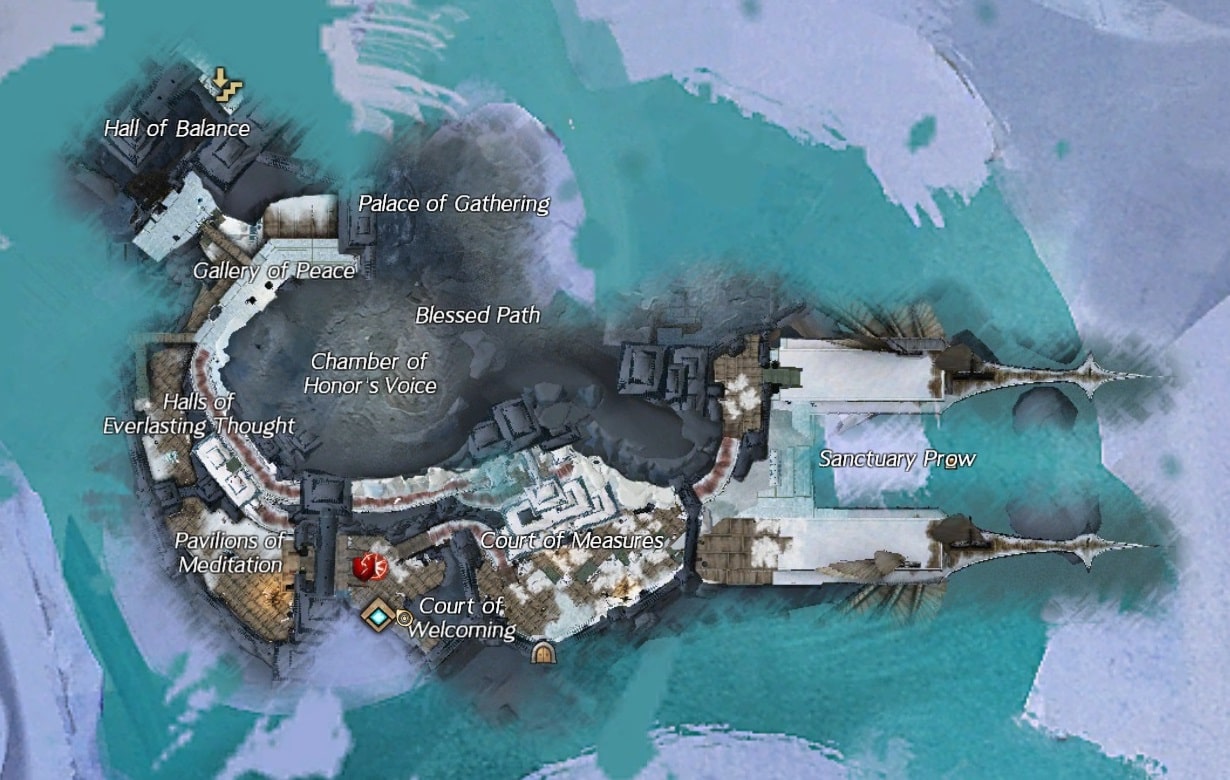 Hall of Balance
Palace of Gathering
Gallery of Peace
Blessed Path
Chamber of
Honor's Voice
Halls of
Everlasting Thought
Sanctuary Prow
Pavilions of
Meditation
Court of Measures
Court of
Welcoming